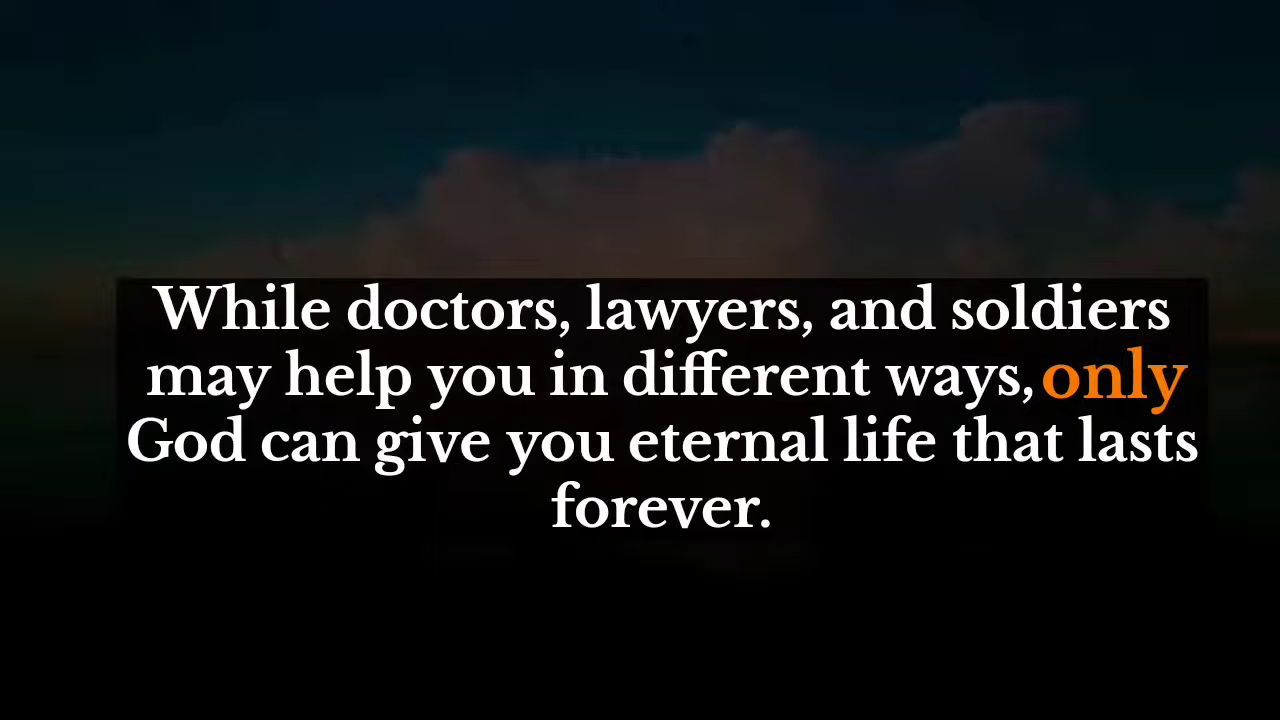 While doctors, lawyers, and soldiers
may help you in different ways, only
God can give you eternal life that lasts
forever.